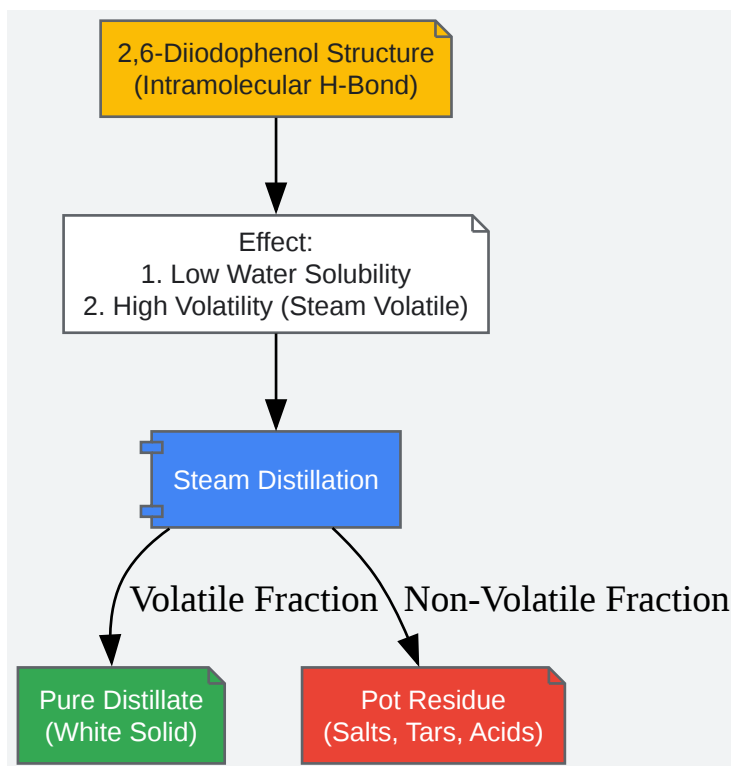 2,6-Diiodophenol Structure
(Intramolecular H-Bond)
Effect:
1. Low Water Solubility
2. High Volatility (Steam Volatile)
Steam Distillation
Volatile Fraction
Non-Volatile Fraction
Pure Distillate
(White Solid)
Pot Residue
(Salts, Tars, Acids)